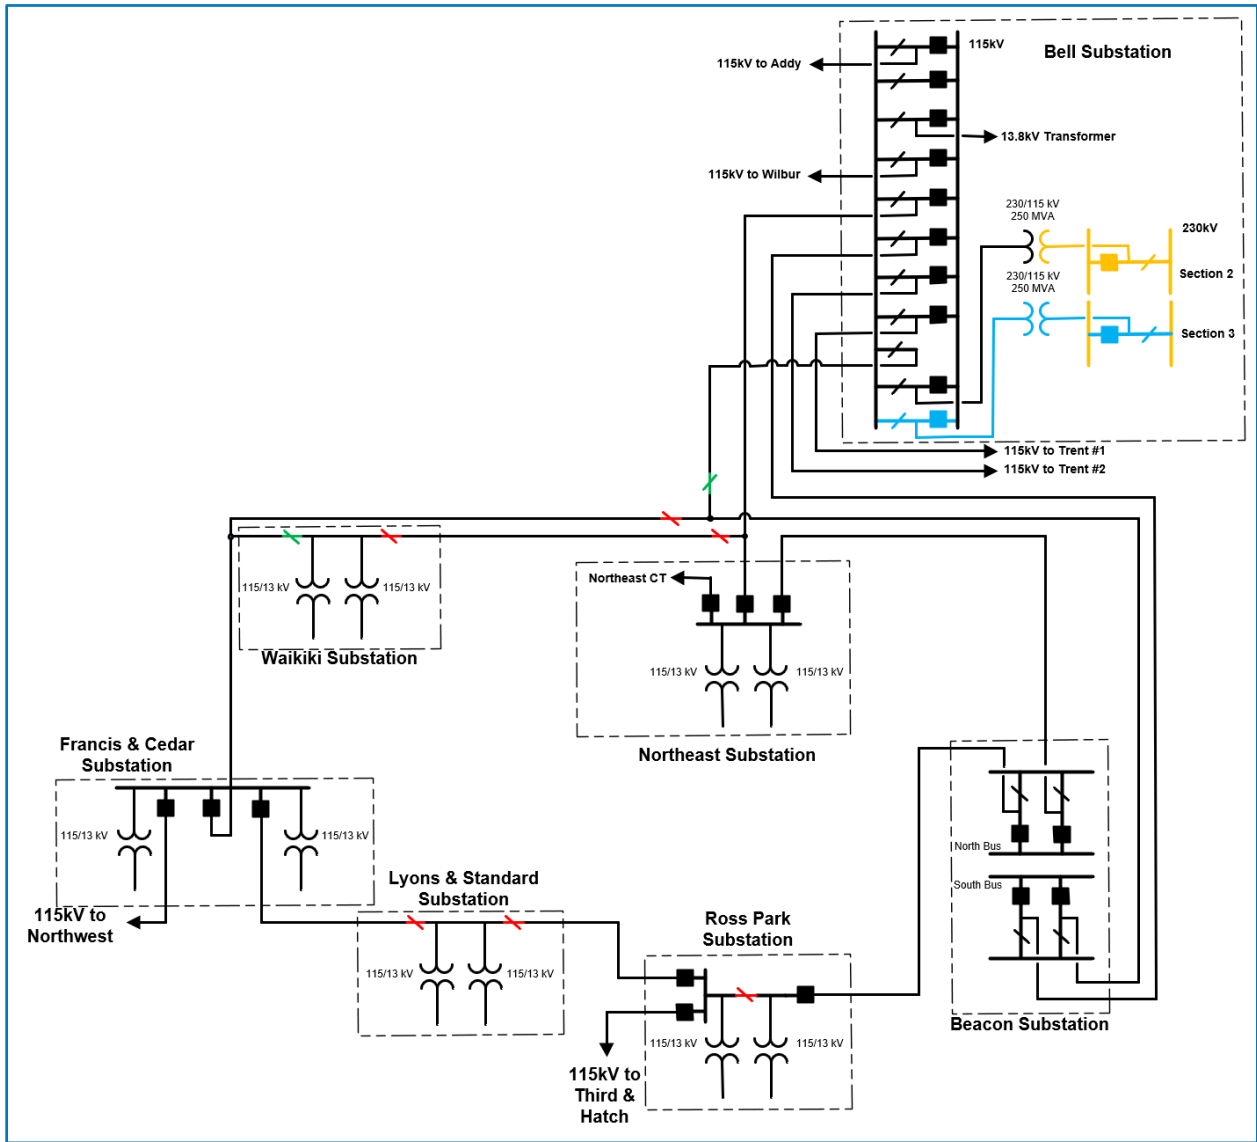 115kV
Bell Substation
115kV to Addy
13.8kV Transformer
115kV to Wilbur
230/115 kV
250 MVA
230kV
Section 2
230/115 kV
250 MVA
Section 3
115kV to Trent #1
115kV to Trent #2
115/13 kV
115/13 kV
Waikiki Substation
Northeast CT
115/13 kV
115/13 kV
Northeast Substation
Francis & Cedar
Substation
115/13 kV
115/13 kV
115kV to
Northwest
Lyons & Standard
Substation
115/13 kV
115/13 kV
Ross Park
Substation
115/13 kV
115/13 kV
115kV to
Third &
Hatch
North Bus
South Bus
Beacon Substation